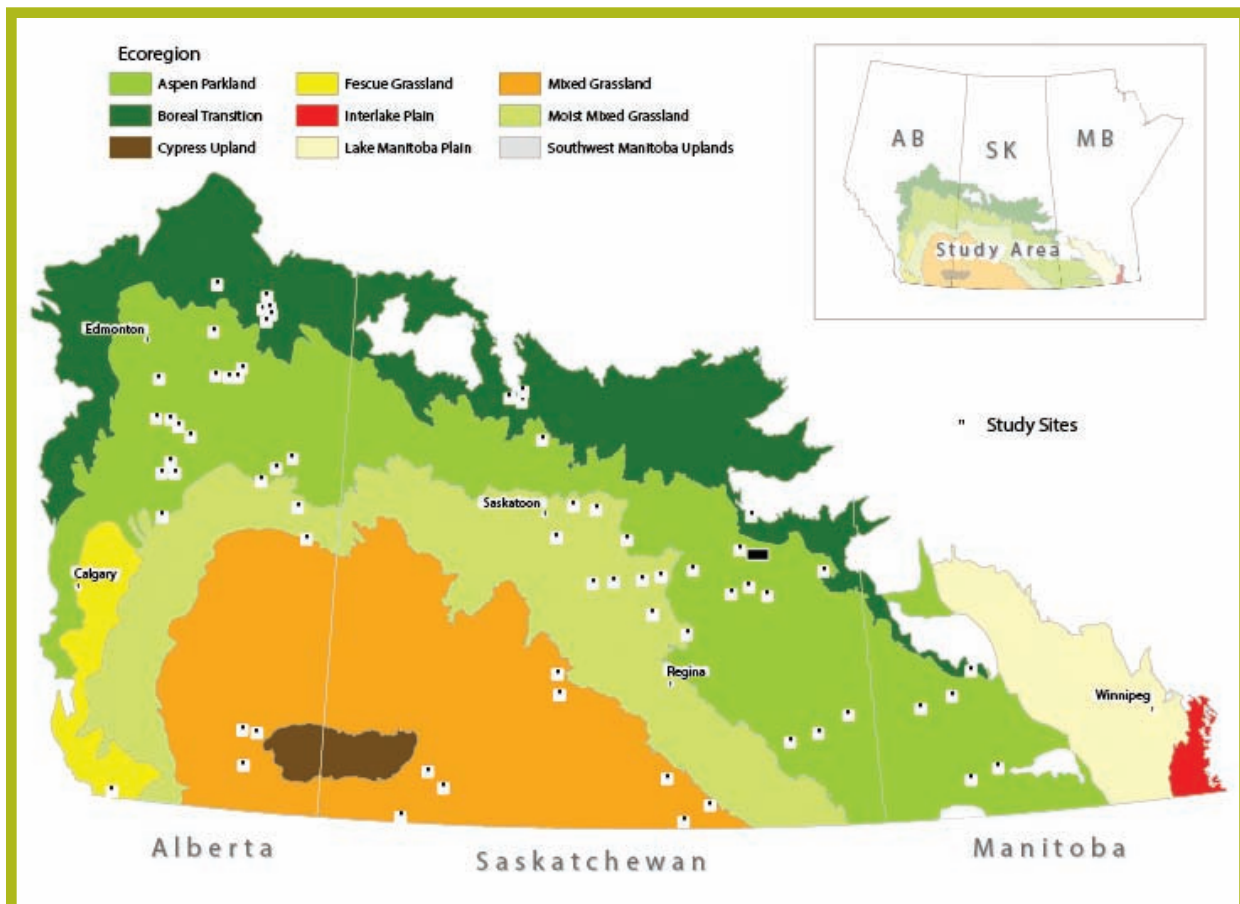 Ecoregion
Aspen Parkland
Fescue Grassland
Mixed Grassland
Boreal Transition
Interlake Plain
Moist Mixed Grassland
Cypress Upland
Lake Manitoba Plain
Southwest Manitoba Uplands
AB
SK
MB
Study Area
Edmonton
" Study Sites
Saskatoon
Calgary
Regina
Winnipeg
Alberta
Saskatchewan
Manitoba